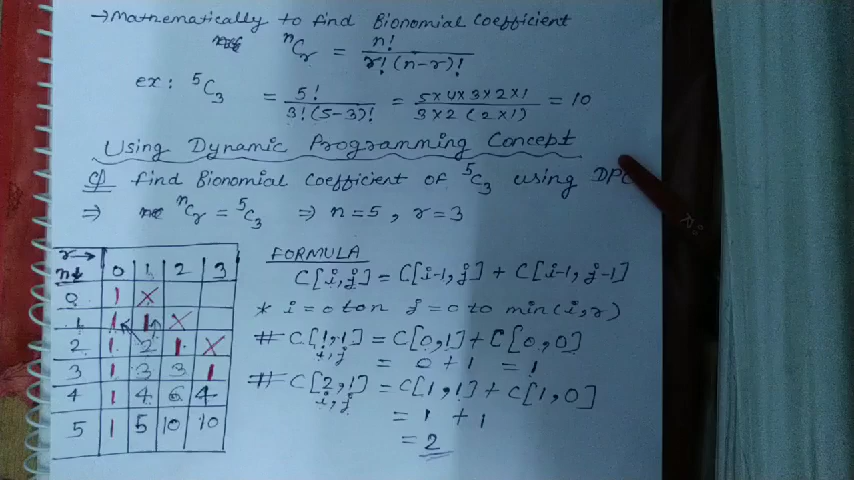 →Mathematically to find Bionomial Coefficient
nCr = n! / r!(n-r)!
ex: 5C3 = 5! / 3!(5-3)! = 5×4×3×2×1 / 3×2(2×1) = 10
Using Dynamic Programming Concept
Q find Bionomial Coefficient of 5C3 using DPC
⇒ nCr = 5C3 ⇒ n=5, r=3
FORMULA
C[i,j] = C[i-1,j] + C[i-1,j-1]
* i=0 to n j=0 to min(i,r)
# C[1,1] = C[0,1] + C[0,0]
i,j
= 0+1 = 1
# C[2,1] = C[1,1] + C[1,0]
i,j
= 1 + 1
= 2
r→
n↓ 0 1 2 3
0 1 X
1 1 1 X
2 1 2 1 X
3 1 3 3 1
4 1 4 6 4
5 1 5 10 10